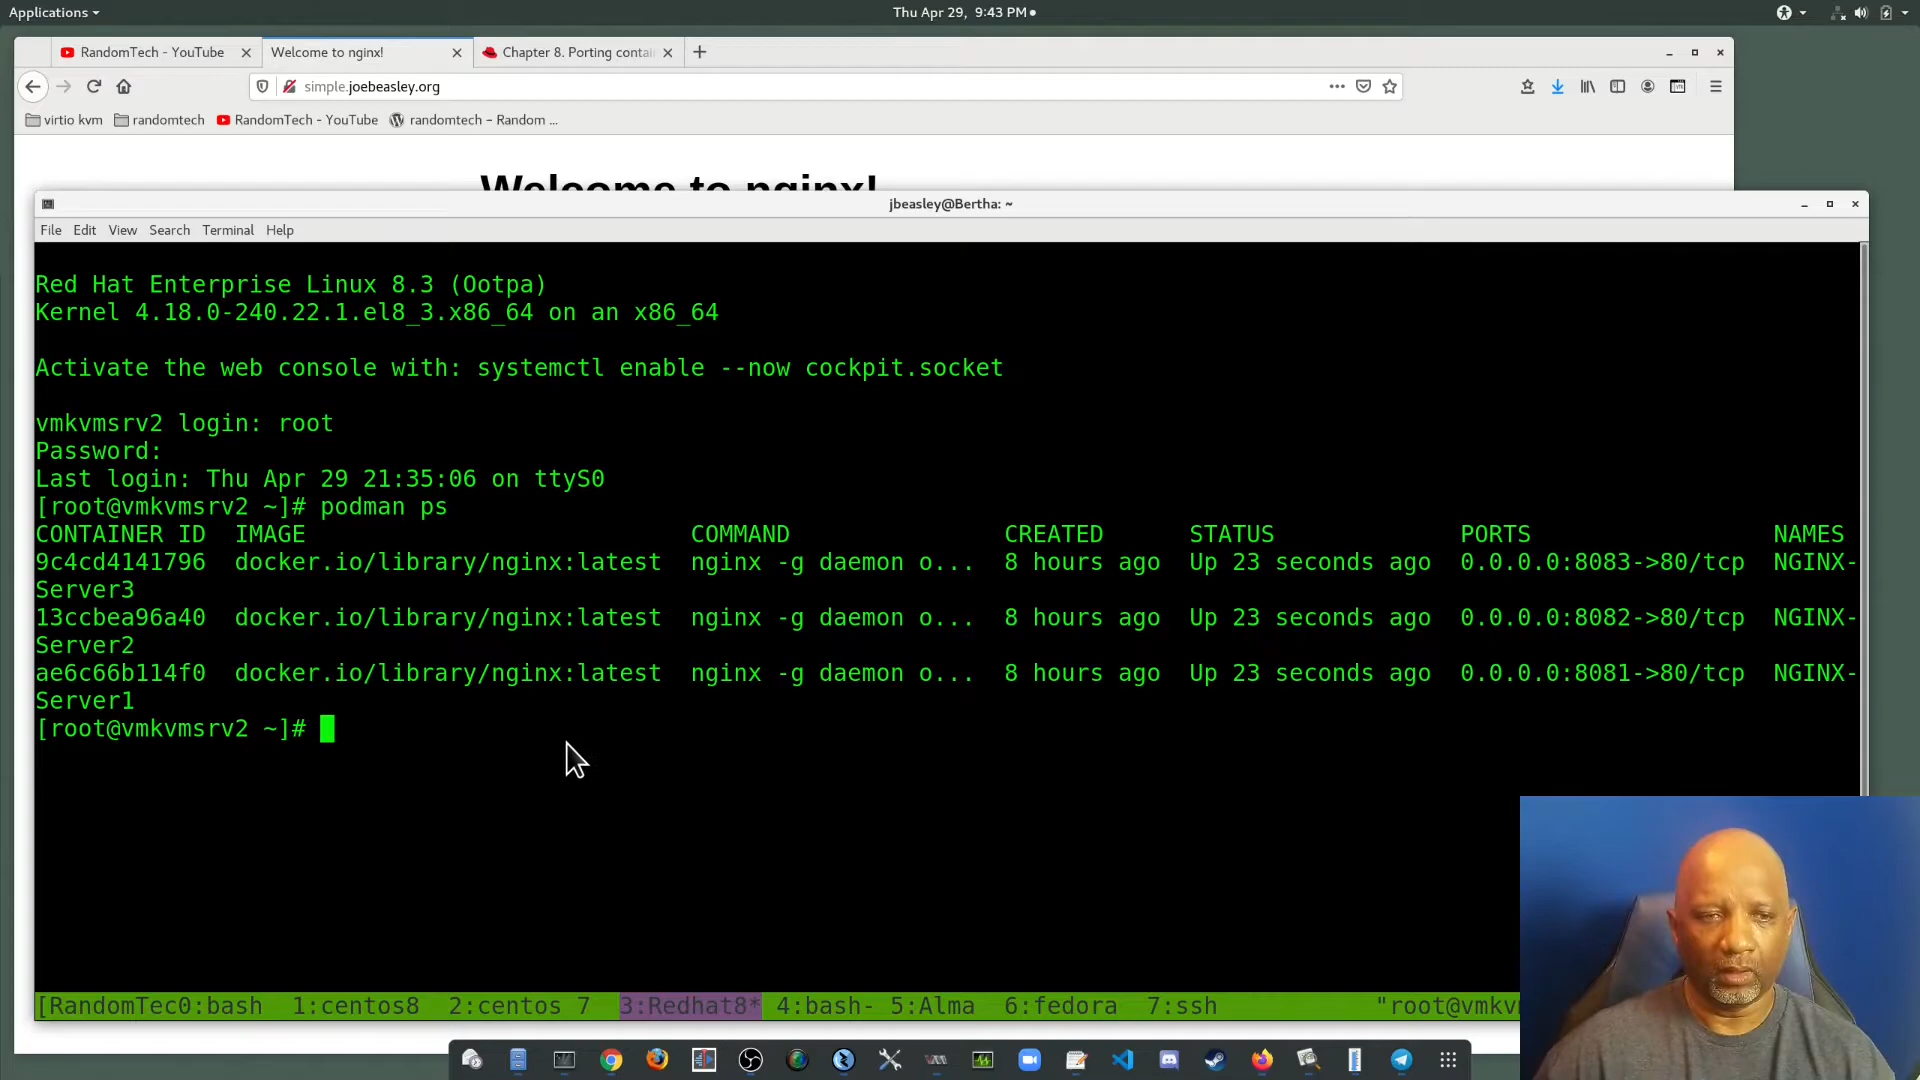 Applications
Thu Apr 29, 9:43 PM
RandomTech - YouTube
Welcome to nginx!
Chapter 8. Porting contai
simple.joebeasley.org
virtio kvm
randomtech
RandomTech - YouTube
randomtech – Random ...
Welcome to nginx!
jbeasley@Bertha: ~
File Edit View Search Terminal Help
Red Hat Enterprise Linux 8.3 (Ootpa)
Kernel 4.18.0-240.22.1.el8_3.x86_64 on an x86_64
Activate the web console with: systemctl enable --now cockpit.socket
vmkvmsrv2 login: root
Password:
Last login: Thu Apr 29 21:35:06 on ttyS0
[root@vmkvmsrv2 ~]# podman ps
CONTAINER ID IMAGE COMMAND CREATED STATUS PORTS NAMES
9c4cd4141796 docker.io/library/nginx:latest nginx -g daemon o... 8 hours ago Up 23 seconds ago 0.0.0.0:8083->80/tcp NGINX-
Server3
13ccbea96a40 docker.io/library/nginx:latest nginx -g daemon o... 8 hours ago Up 23 seconds ago 0.0.0.0:8082->80/tcp NGINX-
Server2
ae6c66b114f0 docker.io/library/nginx:latest nginx -g daemon o... 8 hours ago Up 23 seconds ago 0.0.0.0:8081->80/tcp NGINX-
Server1
[root@vmkvmsrv2 ~]#
[RandomTec0:bash 1:centos8 2:centos 7 3:Redhat8* 4:bash- 5:Alma 6:fedora 7:ssh "root@vmkv